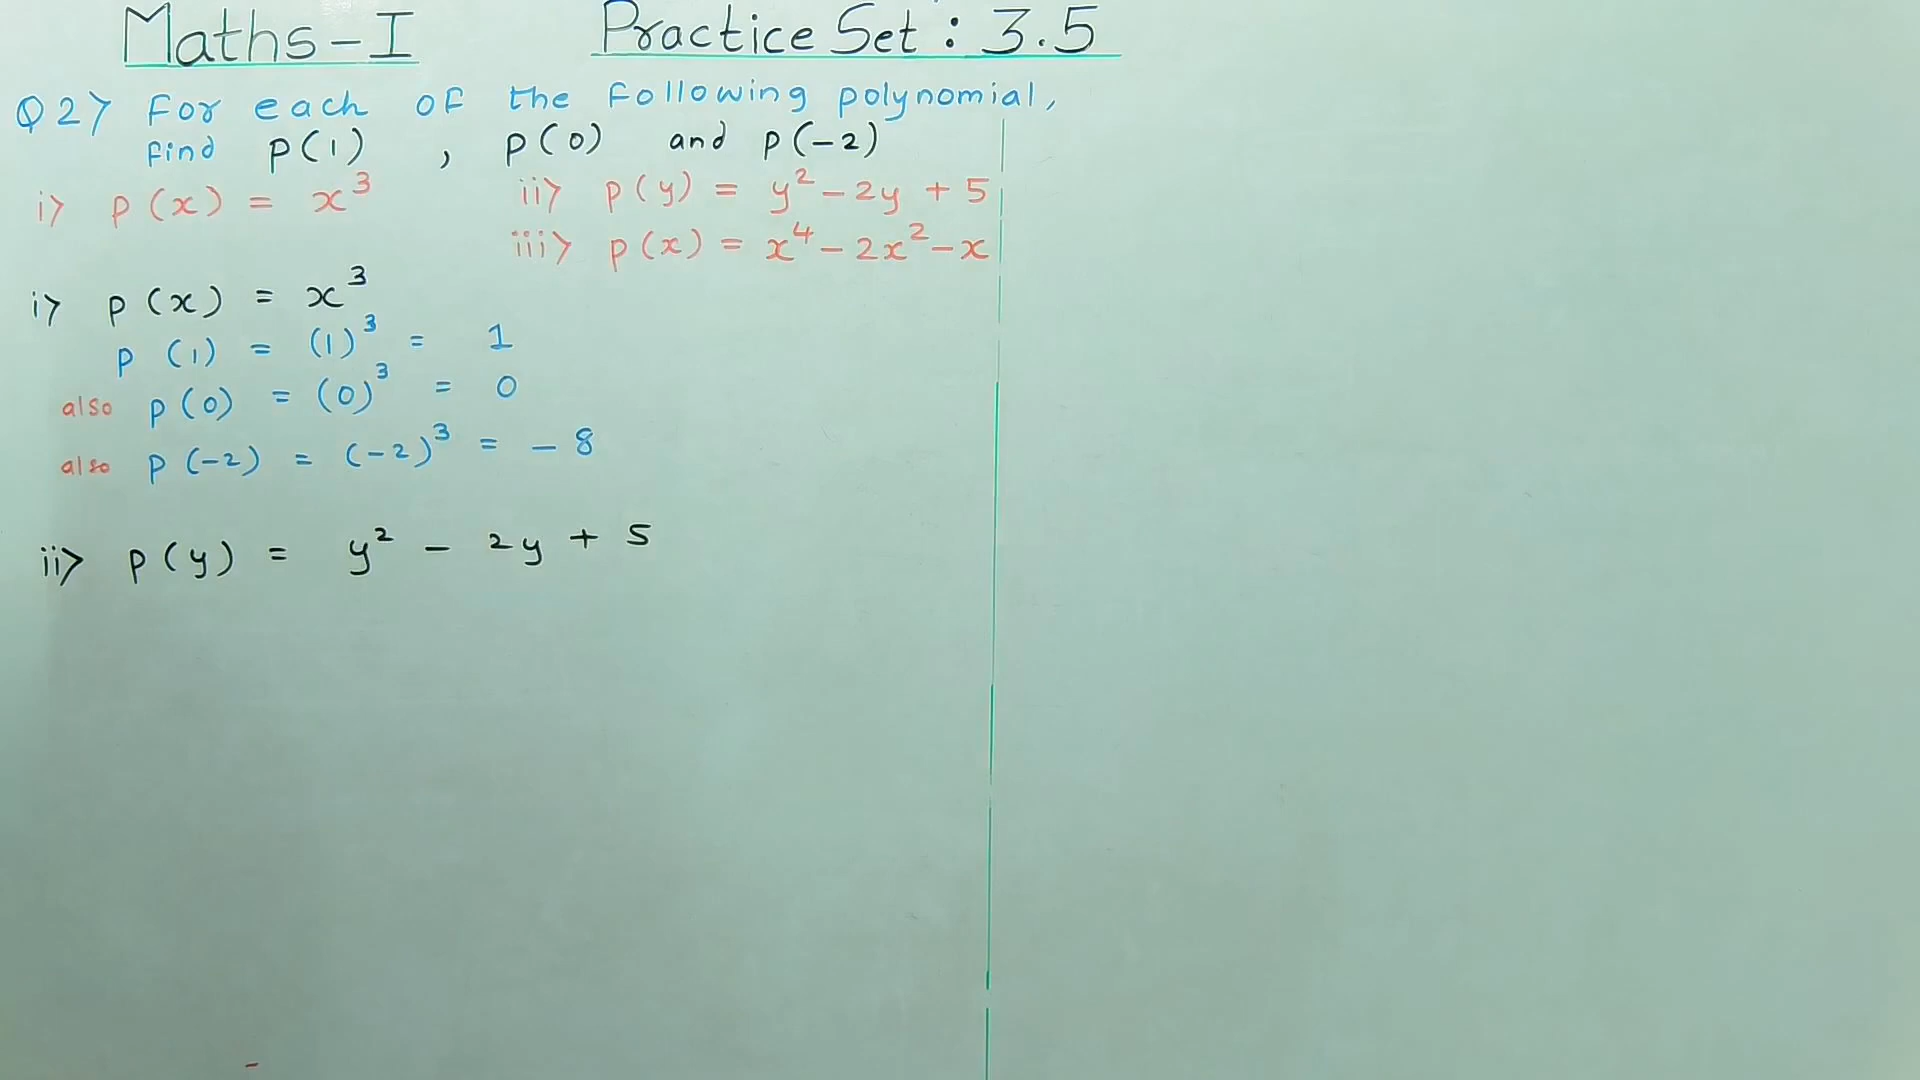 Maths-I Practice Set : 3.5
Q2> For each of the following polynomial,
find p(1) , p(0) and p(-2)
i> p(x) = x³ ii> p(y) = y² - 2y + 5
iii> p(x) = x⁴ - 2x² - x
i> p(x) = x³
p(1) = (1)³ = 1
also p(0) = (0)³ = 0
also p(-2) = (-2)³ = - 8
ii> p(y) = y² - 2y + 5